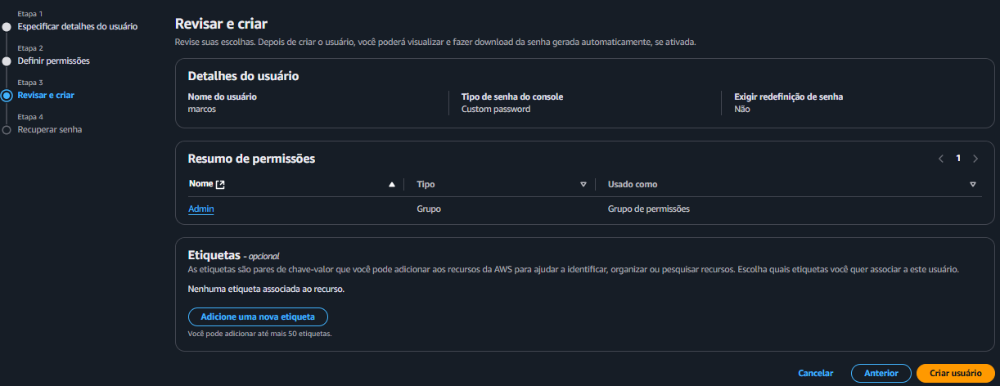 Etapa 1
Especificar detalhes do usuário
Etapa 2
Definir permissões
Etapa 3
Revisar e criar
Etapa 4
Recuperar senha
Revisar e criar
Revise suas escolhas. Depois de criar o usuário, você poderá visualizar e fazer download da senha gerada automaticamente, se ativada.
Detalhes do usuário
Nome do usuário
marcos
Tipo de senha do console
Custom password
Exigir redefinição de senha
Não
Resumo de permissões
1
Nome Tipo Usado como
Admin Grupo Grupo de permissões
Etiquetas - opcional
As etiquetas são pares de chave-valor que você pode adicionar aos recursos da AWS para ajudar a identificar, organizar ou pesquisar recursos. Escolha quais etiquetas você quer associar a este usuário.
Nenhuma etiqueta associada ao recurso.
Adicione uma nova etiqueta
Você pode adicionar até mais 50 etiquetas.
Cancelar Anterior Criar usuário